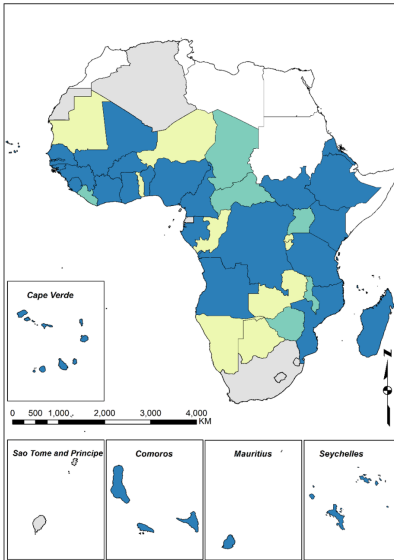 Cape Verde
N
0 500 1,000 2,000 3,000 4,000
KM
Sao Tome and Principe
Comoros
Mauritius
Seychelles